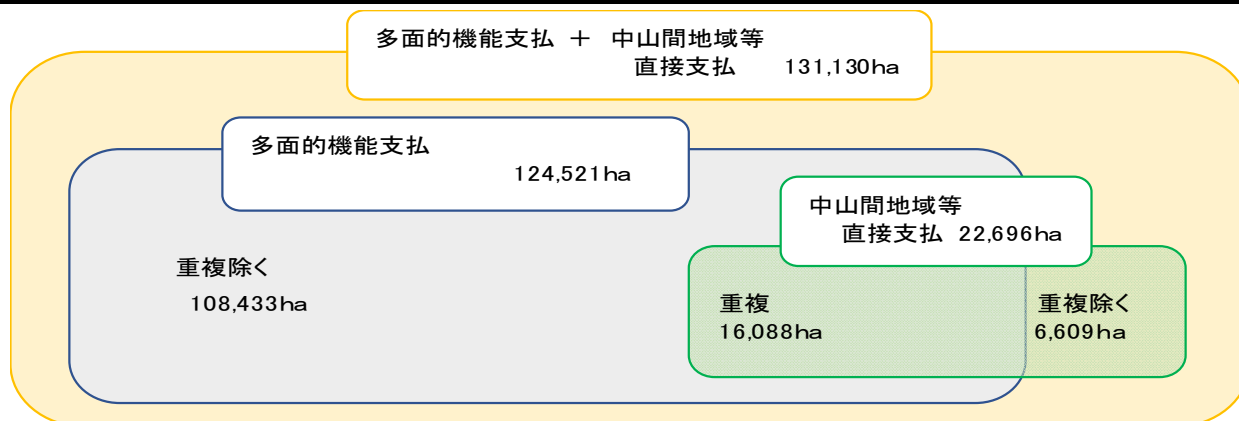 多面的機能支払 ＋ 中山間地域等
直接支払 131,130ha
多面的機能支払
124,521ha
中山間地域等
直接支払 22,696ha
重複除く
108,433ha
重複
16,088ha
重複除く
6,609ha